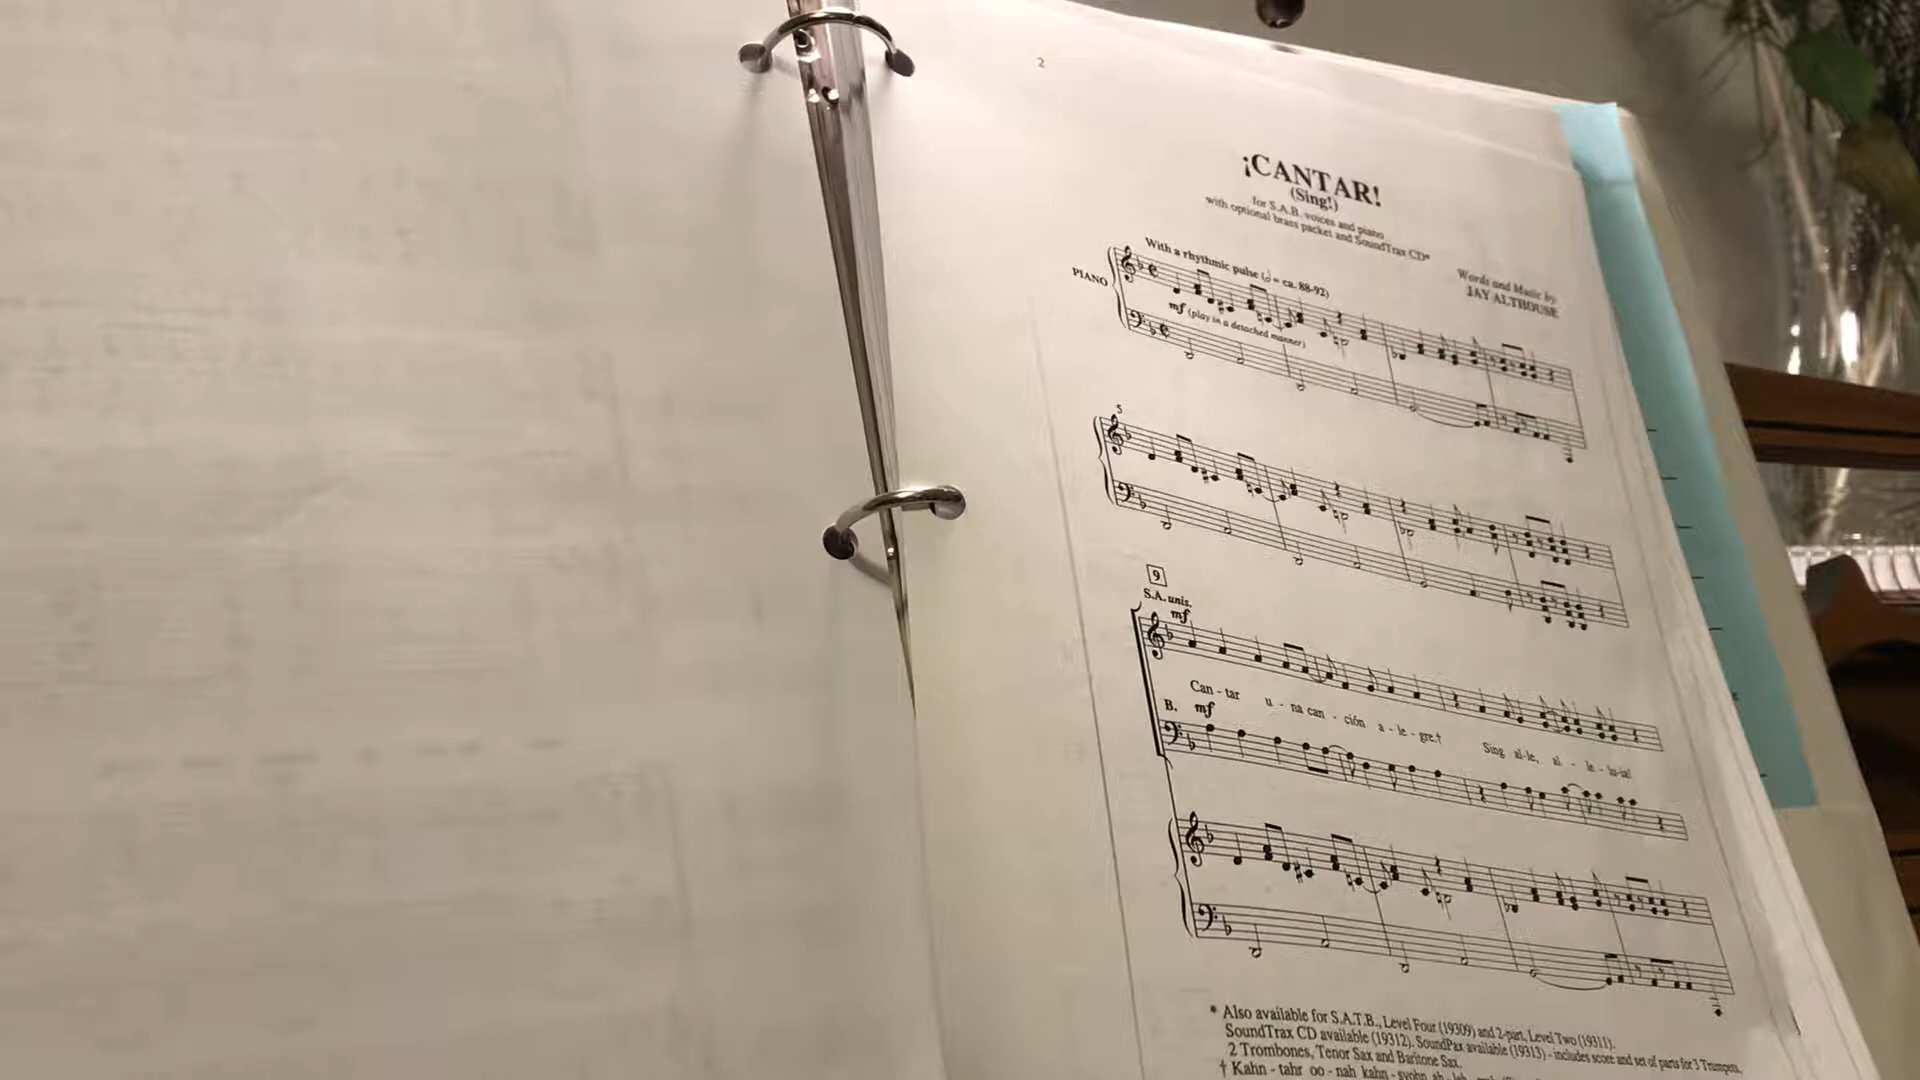 2
¡CANTAR!
(Sing!)
for S.A.B. voices and piano
with optional brass packet and SoundTrax CD*
Words and Music by
JAY ALTHOUSE
With a rhythmic pulse (𝅗𝅥 = ca. 88-92)
PIANO
mf (play in a detached manner)
5
9
S.A. unis.
mf
Can - tar u - na can - ción a - le - gre.† Sing al-le, al - le - lu-ia!
B. mf
* Also available for S.A.T.B., Level Four (19309) and 2-part, Level Two (19311).
SoundTrax CD available (19312). SoundPax available (19313) - includes score and set of parts for 3 Trumpets,
2 Trombones, Tenor Sax and Baritone Sax.
† Kahn - tahr oo - nah kahn - syohn ah - leh